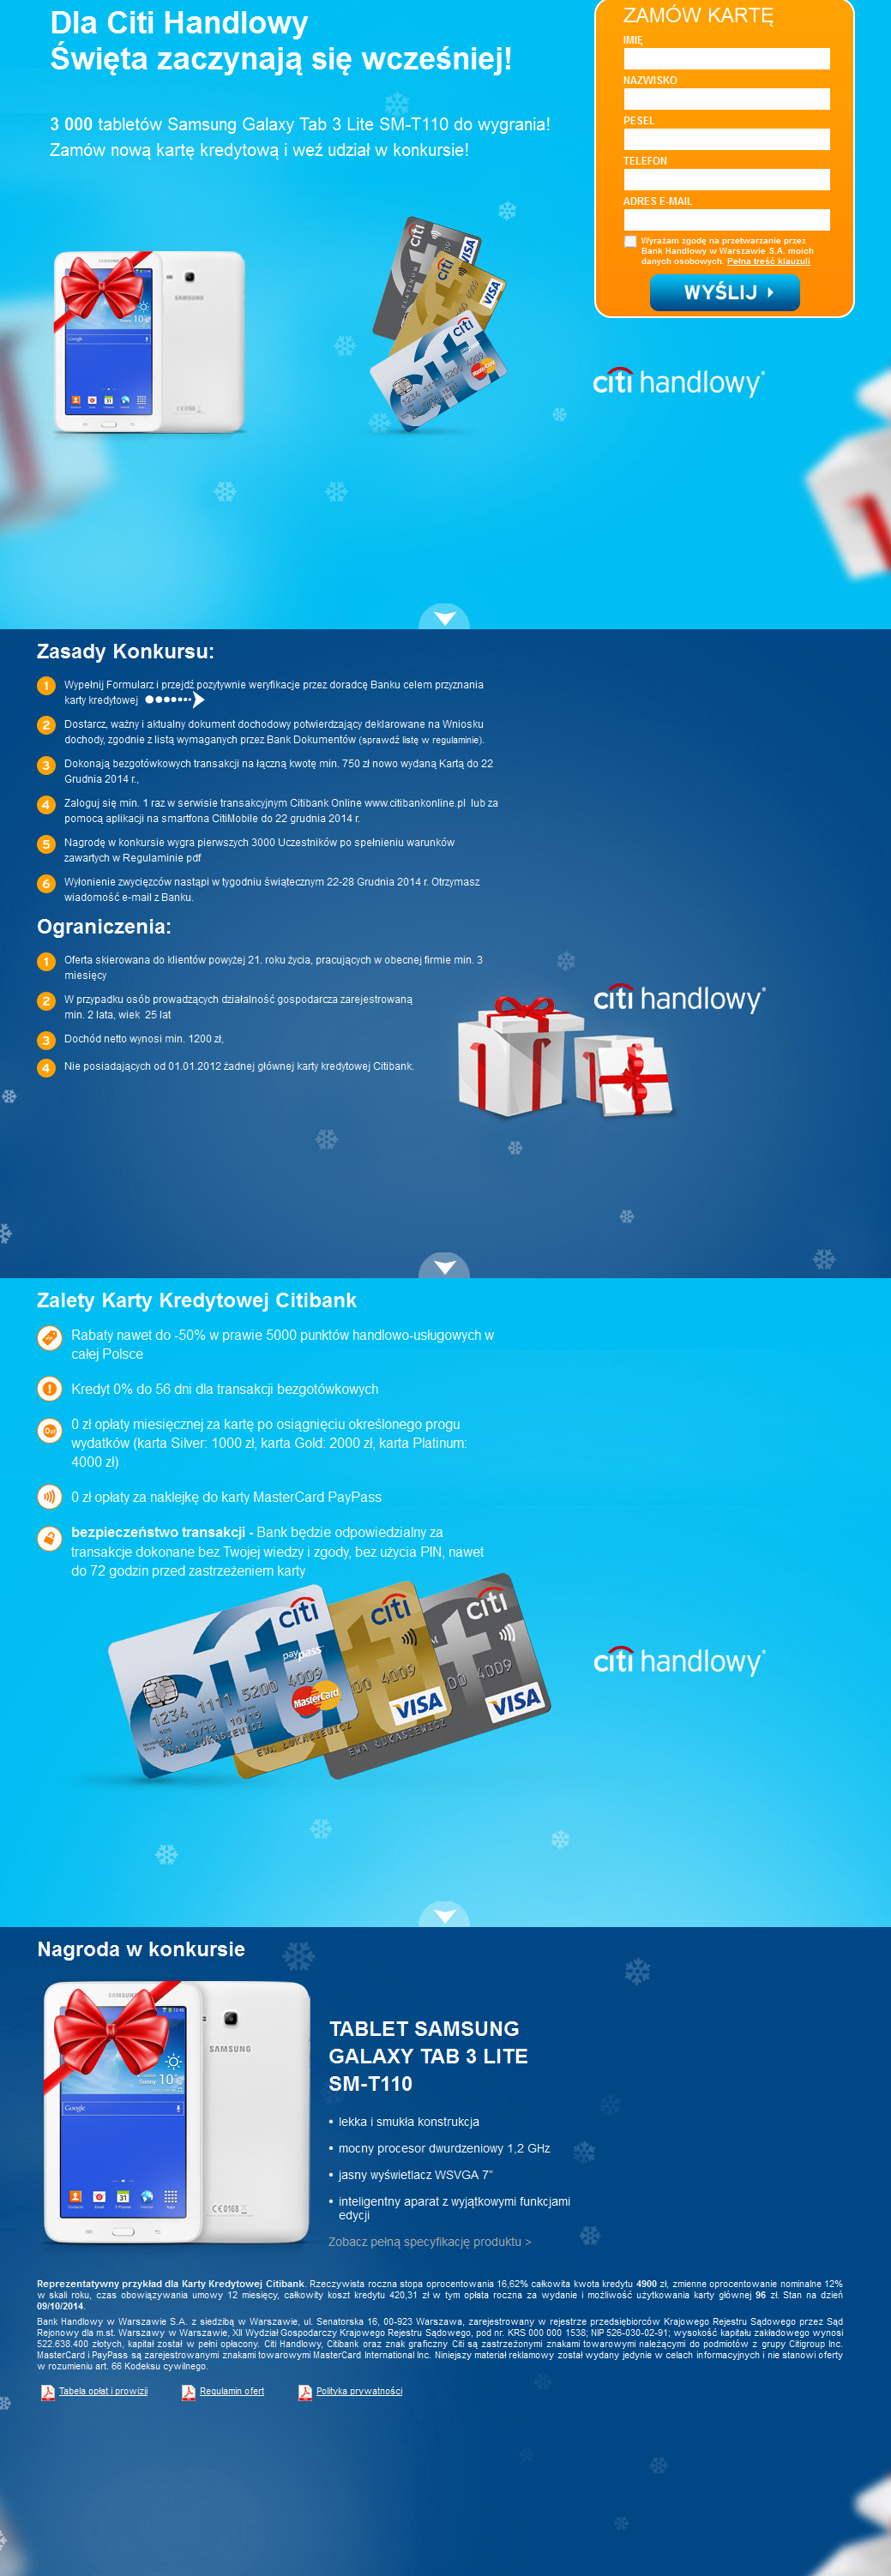 Dla Citi Handlowy
Święta zaczynają się wcześniej!
3 000 tabletów Samsung Galaxy Tab 3 Lite SM-T110 do wygrania!
Zamów nową kartę kredytową i weź udział w konkursie!
ZAMÓW KARTĘ
IMIĘ
NAZWISKO
PESEL
TELEFON
ADRES E-MAIL
Wyrażam zgodę na przetwarzanie przez
Bank Handlowy w Warszawie S.A. moich
danych osobowych. Pełna treść klauzuli
WYŚLIJ
citi handlowy®
Zasady Konkursu:
1 Wypełnij Formularz i przejdź pozytywnie weryfikacje przez doradcę Banku celem przyznania
karty kredytowej
2 Dostarcz, ważny i aktualny dokument dochodowy potwierdzający deklarowane na Wniosku
dochody, zgodnie z listą wymaganych przez Bank Dokumentów (sprawdź listę w regulaminie).
3 Dokonają bezgotówkowych transakcji na łączną kwotę min. 750 zł nowo wydaną Kartą do 22
Grudnia 2014 r.,
4 Zaloguj się min. 1 raz w serwisie transakcyjnym Citibank Online www.citibankonline.pl lub za
pomocą aplikacji na smartfona CitiMobile do 22 grudnia 2014 r.
5 Nagrodę w konkursie wygra pierwszych 3000 Uczestników po spełnieniu warunków
zawartych w Regulaminie pdf
6 Wyłonienie zwycięzców nastąpi w tygodniu świątecznym 22-28 Grudnia 2014 r. Otrzymasz
wiadomość e-mail z Banku.
Ograniczenia:
1 Oferta skierowana do klientów powyżej 21. roku życia, pracujących w obecnej firmie min. 3
miesięcy
2 W przypadku osób prowadzących działalność gospodarcza zarejestrowaną
min. 2 lata, wiek 25 lat
3 Dochód netto wynosi min. 1200 zł,
4 Nie posiadających od 01.01.2012 żadnej głównej karty kredytowej Citibank.
citi handlowy®
Zalety Karty Kredytowej Citibank
Rabaty nawet do -50% w prawie 5000 punktów handlowo-usługowych w
całej Polsce
Kredyt 0% do 56 dni dla transakcji bezgotówkowych
0 zł opłaty miesięcznej za kartę po osiągnięciu określonego progu
wydatków (karta Silver: 1000 zł, karta Gold: 2000 zł, karta Platinum:
4000 zł)
0 zł opłaty za naklejkę do karty MasterCard PayPass
bezpieczeństwo transakcji - Bank będzie odpowiedzialny za
transakcje dokonane bez Twojej wiedzy i zgody, bez użycia PIN, nawet
do 72 godzin przed zastrzeżeniem karty
citi
citi
citi
paypass
1234 1111 5200 4009
MasterCard
ADAM ŁUKASIEWICZ
00 4009
VISA
EWA ŁUKASIEWICZ
00 4009
VISA
EWA ŁUKASIEWICZ
citi handlowy®
Nagroda w konkursie
SAMSUNG
Google
TABLET SAMSUNG
GALAXY TAB 3 LITE
SM-T110
• lekka i smukła konstrukcja
• mocny procesor dwurdzeniowy 1,2 GHz
• jasny wyświetlacz WSVGA 7"
• inteligentny aparat z wyjątkowymi funkcjami
edycji
Zobacz pełną specyfikację produktu >
Reprezentatywny przykład dla Karty Kredytowej Citibank. Rzeczywista roczna stopa oprocentowania 16,62% całkowita kwota kredytu 4900 zł, zmienne oprocentowanie nominalne 12%
w skali roku, czas obowiązywania umowy 12 miesięcy, całkowity koszt kredytu 420,31 zł w tym opłata roczna za wydanie i możliwość użytkowania karty głównej 96 zł. Stan na dzień
09/10/2014.
Bank Handlowy w Warszawie S.A. z siedzibą w Warszawie, ul. Senatorska 16, 00-923 Warszawa, zarejestrowany w rejestrze przedsiębiorców Krajowego Rejestru Sądowego przez Sąd
Rejonowy dla m.st. Warszawy w Warszawie, XII Wydział Gospodarczy Krajowego Rejestru Sądowego, pod nr. KRS 000 000 1538; NIP 526-030-02-91; wysokość kapitału zakładowego wynosi
522.638.400 złotych, kapitał został w pełni opłacony. Citi Handlowy, Citibank oraz znak graficzny Citi są zastrzeżonymi znakami towarowymi należącymi do podmiotów z grupy Citigroup Inc.
MasterCard i PayPass są zarejestrowanymi znakami towarowymi MasterCard International Inc. Niniejszy materiał reklamowy został wydany jedynie w celach informacyjnych i nie stanowi oferty
w rozumieniu art. 66 Kodeksu cywilnego.
Tabela opłat i prowizji
Regulamin ofert
Polityka prywatności